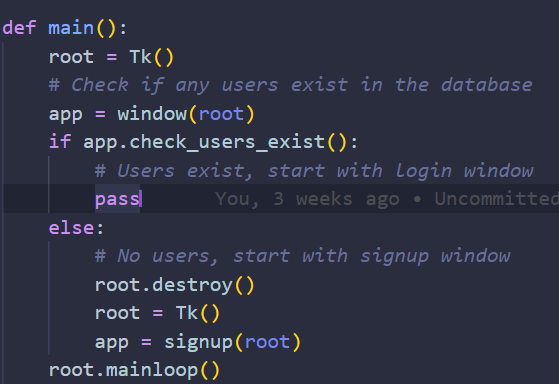 def main():
    root = Tk()
    # Check if any users exist in the database
    app = window(root)
    if app.check_users_exist():
        # Users exist, start with login window
        pass You, 3 weeks ago • Uncommitted
    else:
        # No users, start with signup window
        root.destroy()
        root = Tk()
        app = signup(root)
    root.mainloop()